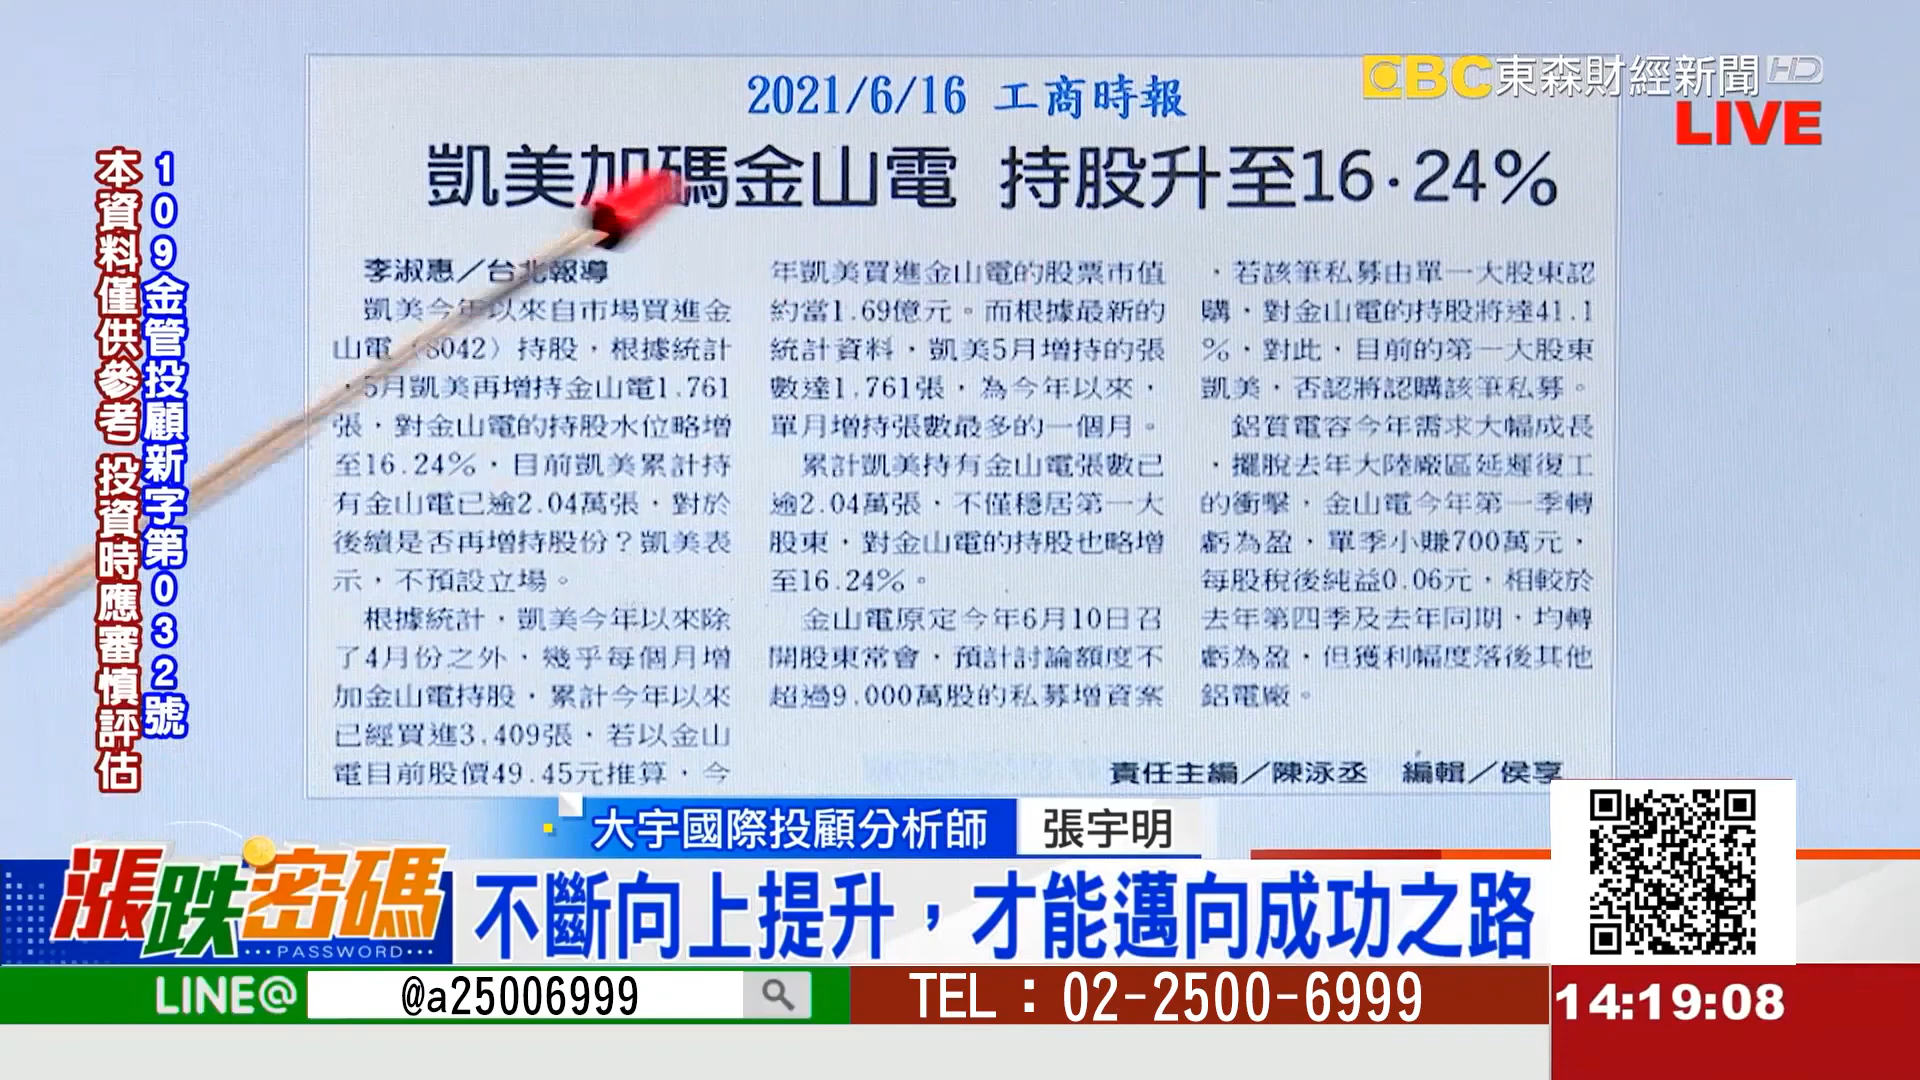 2021/6/16 工商時報
EBC東森財經新聞HD
LIVE
凱美加碼金山電 持股升至16.24%
109金管投顧新字第032號
本資料僅供參考 投資時應審慎評估
李淑惠／台北報導
凱美今年以來自市場買進金
山電（8042）持股，根據統計
，5月凱美再增持金山電1,761
張，對金山電的持股水位略增
至16.24%，目前凱美累計持
有金山電已逾2.04萬張，對於
後續是否再增持股份？凱美表
示，不預設立場。
根據統計，凱美今年以來除
了4月份之外，幾乎每個月增
加金山電持股，累計今年以來
已經買進3,409張，若以金山
電目前股價49.45元推算，今
年凱美買進金山電的股票市值
約當1.69億元。而根據最新的
統計資料，凱美5月增持的張
數達1,761張，為今年以來，
單月增持張數最多的一個月。
累計凱美持有金山電張數已
逾2.04萬張，不僅穩居第一大
股東，對金山電的持股也略增
至16.24%。
金山電原定今年6月10日召
開股東常會，預計討論額度不
超過9,000萬股的私募增資案
，若該筆私募由單一大股東認
購，對金山電的持股將達41.1
%，對此，目前的第一大股東
凱美，否認將認購該筆私募。
鋁質電容今年需求大幅成長
，擺脫去年大陸廠區延遲復工
的衝擊，金山電今年第一季轉
虧為盈，單季小賺700萬元，
每股稅後純益0.06元，相較於
去年第四季及去年同期，均轉
虧為盈，但獲利幅度落後其他
鋁電廠。
責任主編／陳泳丞 編輯／侯享
大宇國際投顧分析師 張宇明
漲跌密碼
PASSWORD
不斷向上提升，才能邁向成功之路
LINE@ @a25006999
TEL：02-2500-6999
14:19:08